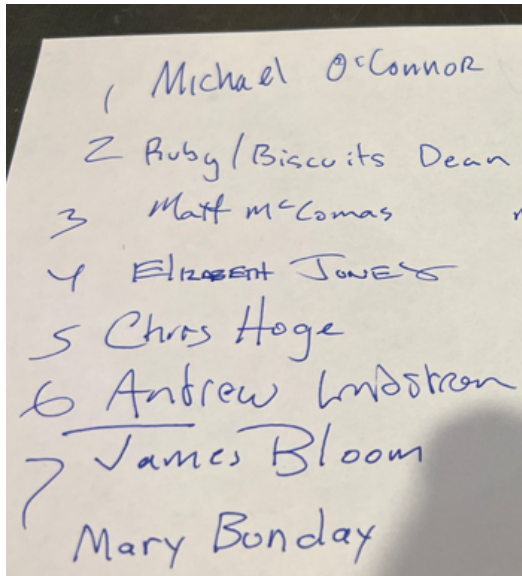 1 Michael O'Connor
2 Ruby/Biscuits Dean
3 Matt McComas
4 Elizabeth Jones
5 Chris Hoge
6 Andrew Lindstrom
7 James Bloom
Mary Bonday